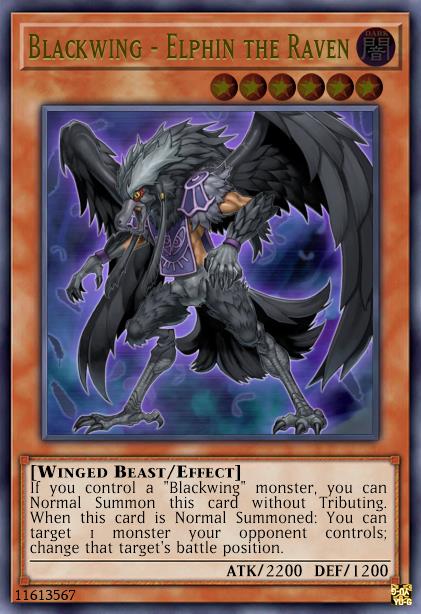 Blackwing - Elphin the Raven
DARK
闇
[Winged Beast/Effect]
If you control a "Blackwing" monster, you can
Normal Summon this card without Tributing.
When this card is Normal Summoned: You can
target 1 monster your opponent controls;
change that target's battle position.
ATK/2200 DEF/1200
11613567